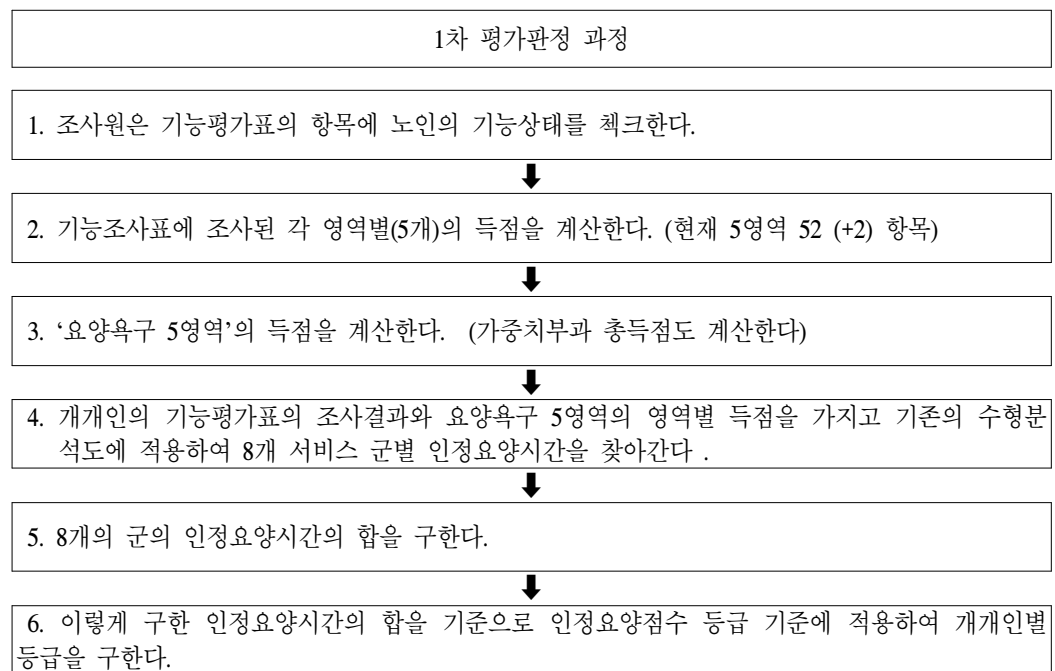 1차 평가판정 과정
1. 조사원은 기능평가표의 항목에 노인의 기능상태를 첵크한다.
2. 기능조사표에 조사된 각 영역별(5개)의 득점을 계산한다. (현재 5영역 52 (+2) 항목)
3. ‘요양욕구 5영역’의 득점을 계산한다. (가중치부과 총득점도 계산한다)
4. 개개인의 기능평가표의 조사결과와 요양욕구 5영역의 영역별 득점을 가지고 기존의 수형분
석도에 적용하여 8개 서비스 군별 인정요양시간을 찾아간다 .
5. 8개의 군의 인정요양시간의 합을 구한다.
6. 이렇게 구한 인정요양시간의 합을 기준으로 인정요양점수 등급 기준에 적용하여 개개인별
등급을 구한다.